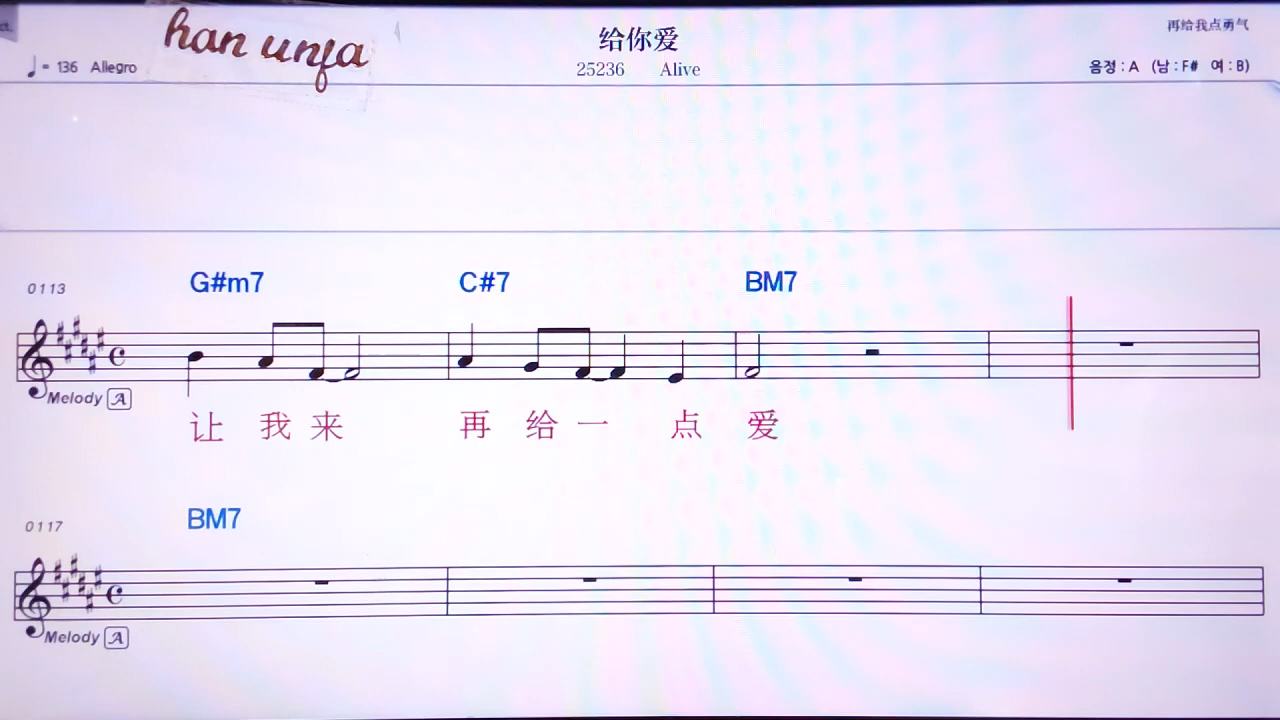 han unfa
给你爱
再给我点勇气
♩= 136 Allegro
25236 Alive
음정 : A (남 : F# 여 : B)
0113
G#m7 C#7 BM7
Melody A
让 我 来 再 给 一 点 爱
0117
BM7
Melody A